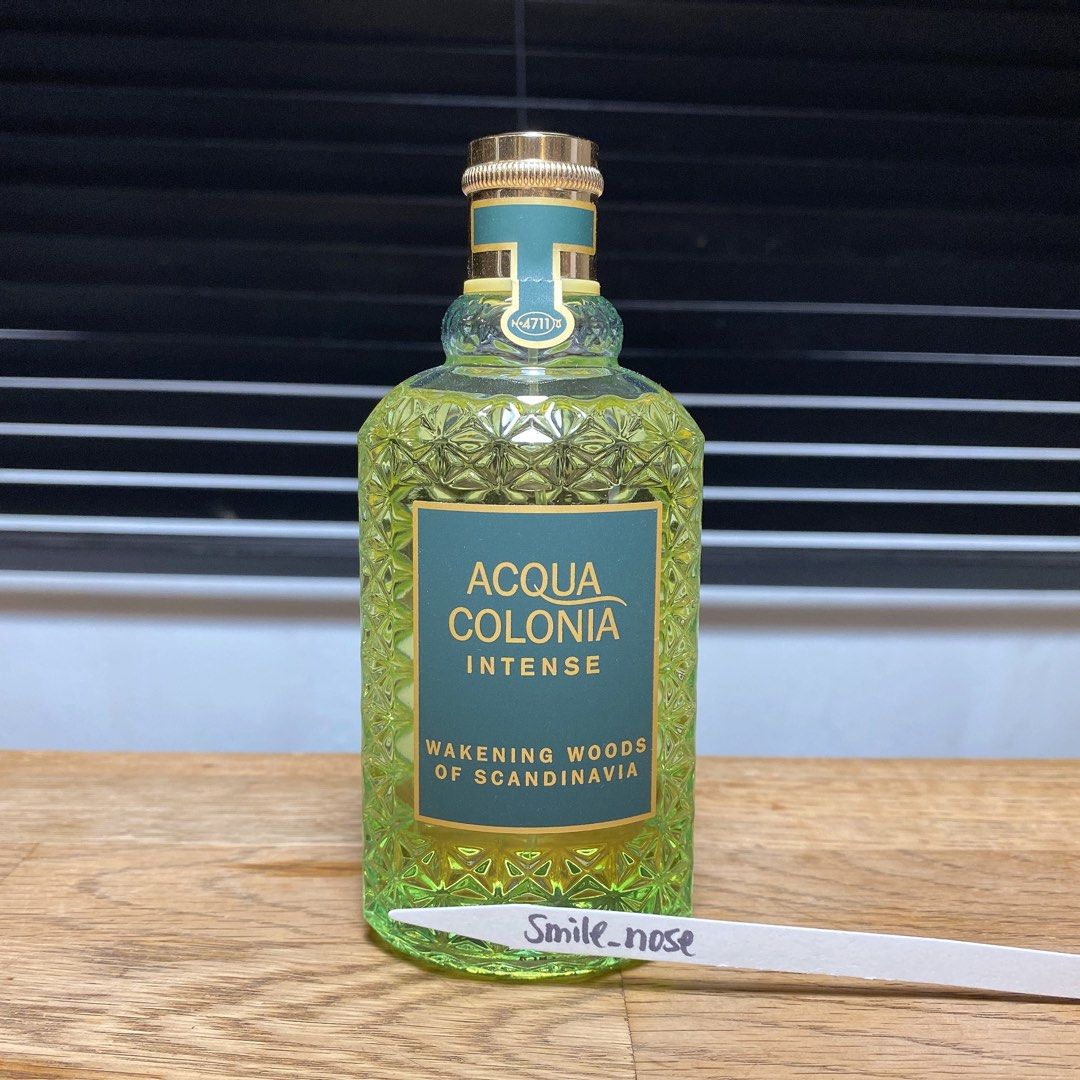 Nº4711
ACQUA
COLONIA
INTENSE
WAKENING WOODS
OF SCANDINAVIA
Smile_nose